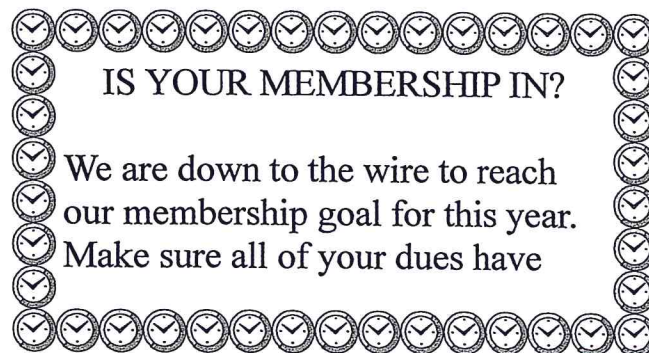 IS YOUR MEMBERSHIP IN?
We are down to the wire to reach
our membership goal for this year.
Make sure all of your dues have